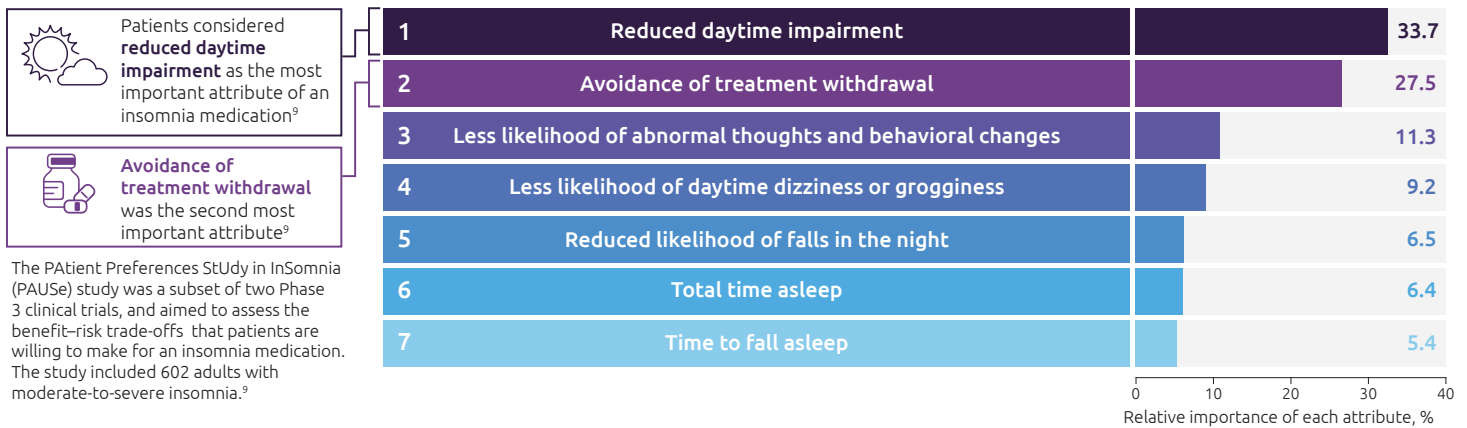 Patients considered
reduced daytime
impairment as the most
important attribute of an
insomnia medication⁹
Avoidance of
treatment withdrawal
was the second most
important attribute⁹
The PAtient Preferences StUdy in InSomnia
(PAUSe) study was a subset of two Phase
3 clinical trials, and aimed to assess the
benefit–risk trade-offs that patients are
willing to make for an insomnia medication.
The study included 602 adults with
moderate-to-severe insomnia.⁹
1 Reduced daytime impairment 33.7
2 Avoidance of treatment withdrawal 27.5
3 Less likelihood of abnormal thoughts and behavioral changes 11.3
4 Less likelihood of daytime dizziness or grogginess 9.2
5 Reduced likelihood of falls in the night 6.5
6 Total time asleep 6.4
7 Time to fall asleep 5.4
0 10 20 30 40
Relative importance of each attribute, %